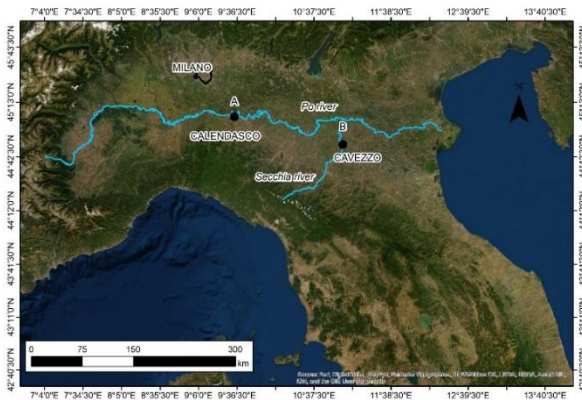 7°4'0"E 7°34'30"E 8°5'0"E 8°35'30"E 9°6'0"E 9°36'30"E 10°37'30"E 11°38'30"E 12°39'30"E 13°40'30"E
45°43'30"N
45°13'0"N
44°42'30"N
44°12'0"N
43°41'30"N
43°11'0"N
42°40'30"N
MILANO
A
Po river
CALENDASCO
B
CAVEZZO
Secchia river
N
0 75 150 300
km
7°4'0"E 7°34'30"E 8°5'0"E 8°35'30"E 9°6'0"E 9°36'30"E 10°37'30"E 11°38'30"E 12°39'30"E 13°40'30"E